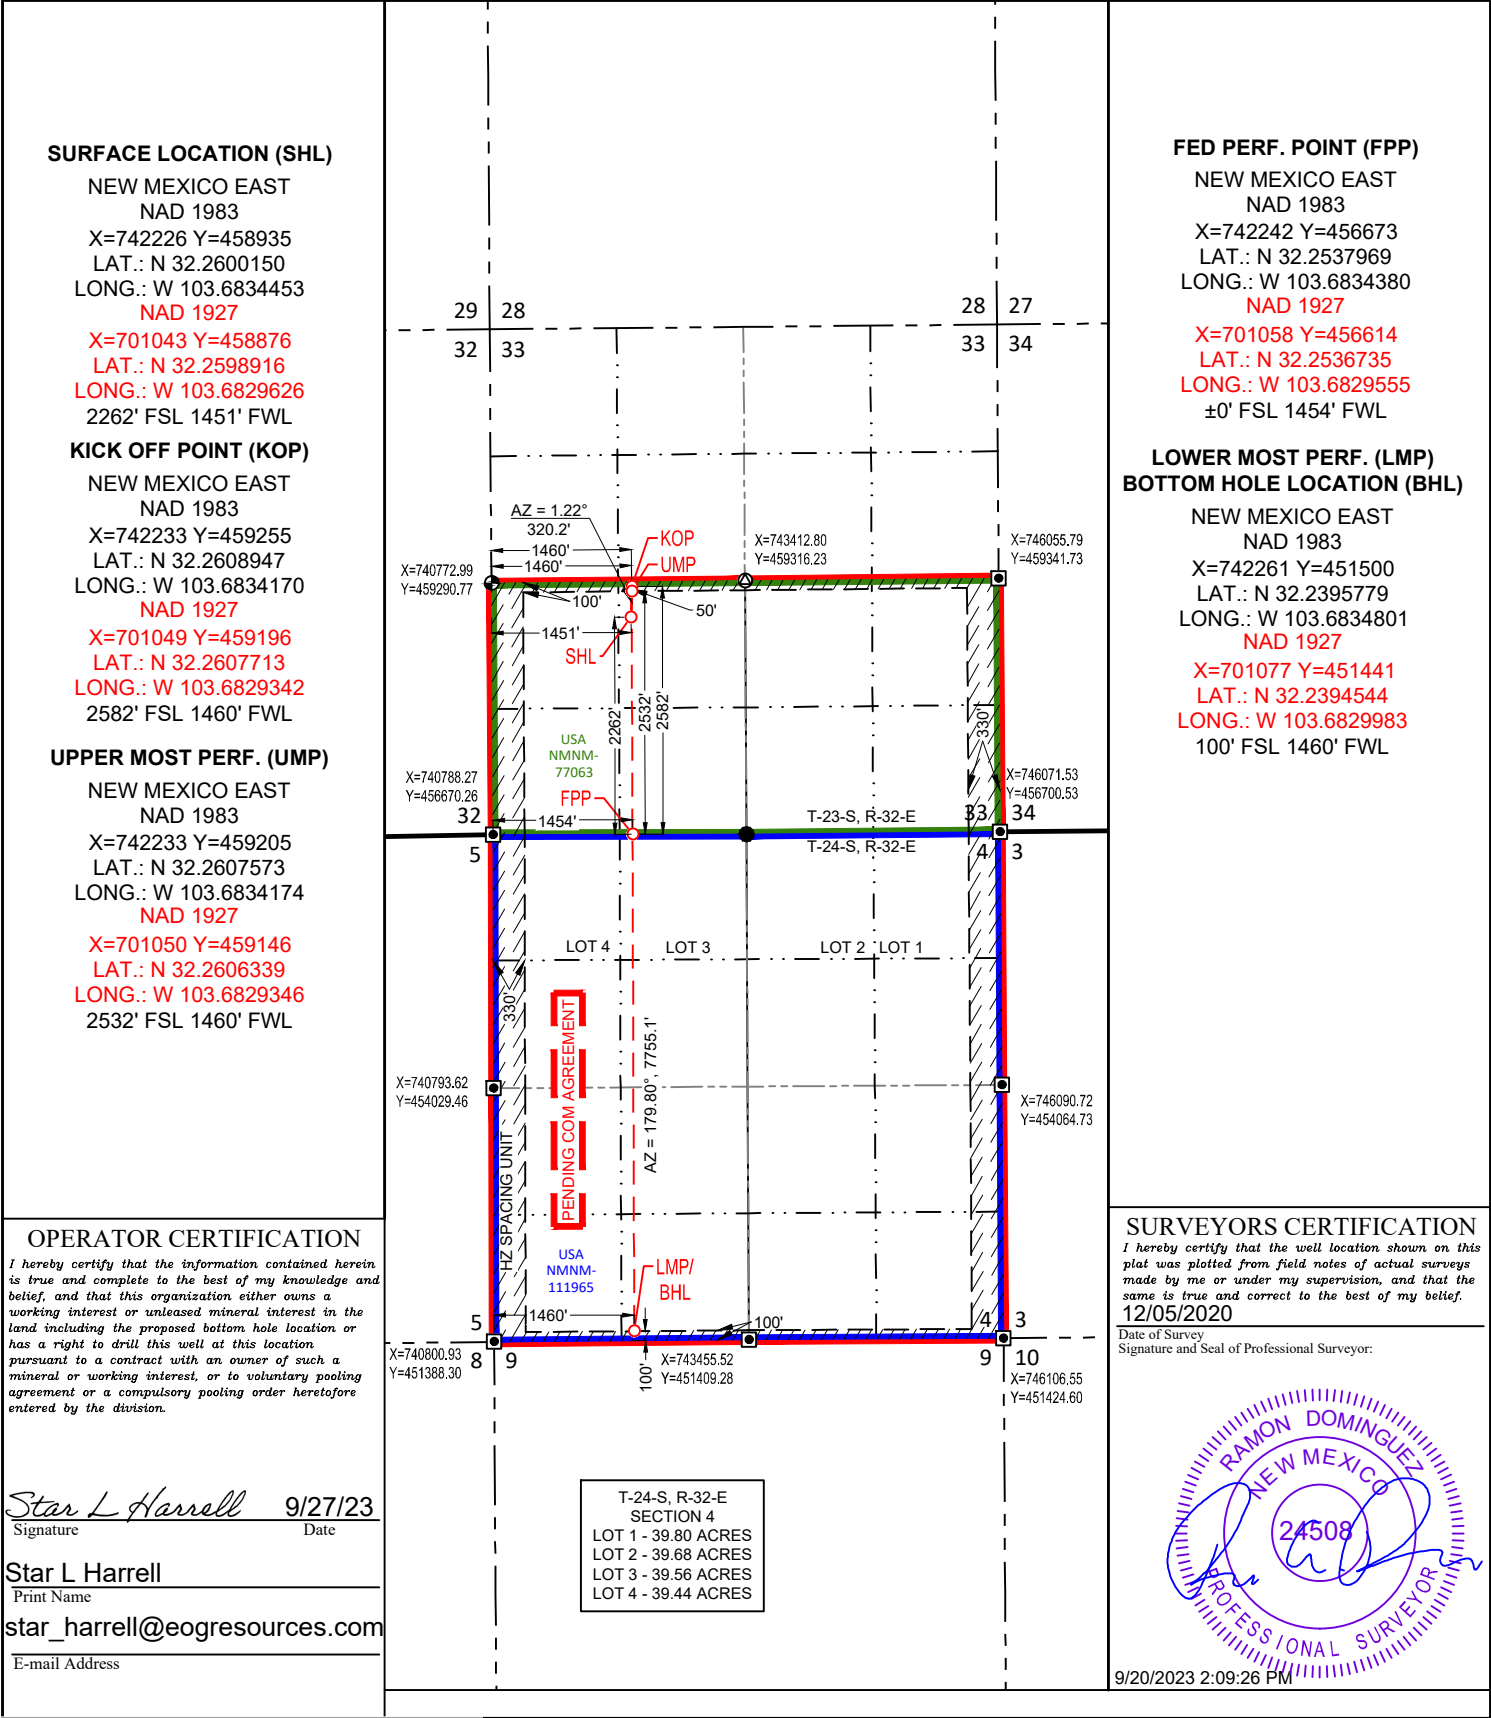 SURFACE LOCATION (SHL)
NEW MEXICO EAST
NAD 1983
X=742226 Y=458935
LAT.: N 32.2600150
LONG.: W 103.6834453
NAD 1927
X=701043 Y=458876
LAT.: N 32.2598916
LONG.: W 103.6829626
2262' FSL 1451' FWL
KICK OFF POINT (KOP)
NEW MEXICO EAST
NAD 1983
X=742233 Y=459255
LAT.: N 32.2608947
LONG.: W 103.6834170
NAD 1927
X=701049 Y=459196
LAT.: N 32.2607713
LONG.: W 103.6829342
2582' FSL 1460' FWL
UPPER MOST PERF. (UMP)
NEW MEXICO EAST
NAD 1983
X=742233 Y=459205
LAT.: N 32.2607573
LONG.: W 103.6834174
NAD 1927
X=701050 Y=459146
LAT.: N 32.2606339
LONG.: W 103.6829346
2532' FSL 1460' FWL
OPERATOR CERTIFICATION
I hereby certify that the information contained herein
is true and complete to the best of my knowledge and
belief, and that this organization either owns a
working interest or unleased mineral interest in the
land including the proposed bottom hole location or
has a right to drill this well at this location
pursuant to a contract with an owner of such a
mineral or working interest, or to voluntary pooling
agreement or a compulsory pooling order heretofore
entered by the division.
Star L Harrell 9/27/23
Signature Date
Star L Harrell
Print Name
star_harrell@eogresources.com
E-mail Address
29 28
28 27
32 33
33 34
AZ = 1.22°
320.2'
1460'
1460'
KOP
UMP
X=743412.80
Y=459316.23
X=746055.79
Y=459341.73
X=740772.99
Y=459290.77
100'
50'
1451'
SHL
2262'
2532'
2582'
330'
USA
NMNM-
77063
X=740788.27
Y=456670.26
X=746071.53
Y=456700.53
FPP
1454'
32
33 34
T-23-S, R-32-E
T-24-S, R-32-E
5
4 3
LOT 4
LOT 3
LOT 2
LOT 1
330'
PENDING COM AGREEMENT
AZ = 179.80°, 7755.1'
X=740793.62
Y=454029.46
X=746090.72
Y=454064.73
HZ SPACING UNIT
USA
NMNM-
111965
LMP/
BHL
1460'
100'
5
4 3
8 9
9 10
100'
X=740800.93
Y=451388.30
X=743455.52
Y=451409.28
X=746106.55
Y=451424.60
T-24-S, R-32-E
SECTION 4
LOT 1 - 39.80 ACRES
LOT 2 - 39.68 ACRES
LOT 3 - 39.56 ACRES
LOT 4 - 39.44 ACRES
FED PERF. POINT (FPP)
NEW MEXICO EAST
NAD 1983
X=742242 Y=456673
LAT.: N 32.2537969
LONG.: W 103.6834380
NAD 1927
X=701058 Y=456614
LAT.: N 32.2536735
LONG.: W 103.6829555
±0' FSL 1454' FWL
LOWER MOST PERF. (LMP)
BOTTOM HOLE LOCATION (BHL)
NEW MEXICO EAST
NAD 1983
X=742261 Y=451500
LAT.: N 32.2395779
LONG.: W 103.6834801
NAD 1927
X=701077 Y=451441
LAT.: N 32.2394544
LONG.: W 103.6829983
100' FSL 1460' FWL
SURVEYORS CERTIFICATION
I hereby certify that the well location shown on this
plat was plotted from field notes of actual surveys
made by me or under my supervision, and that the
same is true and correct to the best of my belief.
12/05/2020
Date of Survey
Signature and Seal of Professional Surveyor:
RAMON DOMINGUEZ
NEW MEXICO
24508
PROFESSIONAL SURVEYOR
9/20/2023 2:09:26 PM